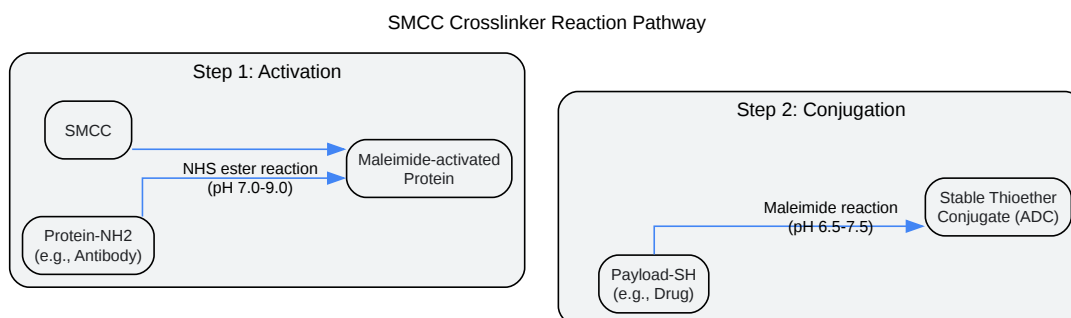 SMCC Crosslinker Reaction Pathway
Step 1: Activation
SMCC
NHS ester reaction
(pH 7.0-9.0)
Maleimide-activated
Protein
Protein-NH2
(e.g., Antibody)
Step 2: Conjugation
Maleimide reaction
(pH 6.5-7.5)
Stable Thioether
Conjugate (ADC)
Payload-SH
(e.g., Drug)